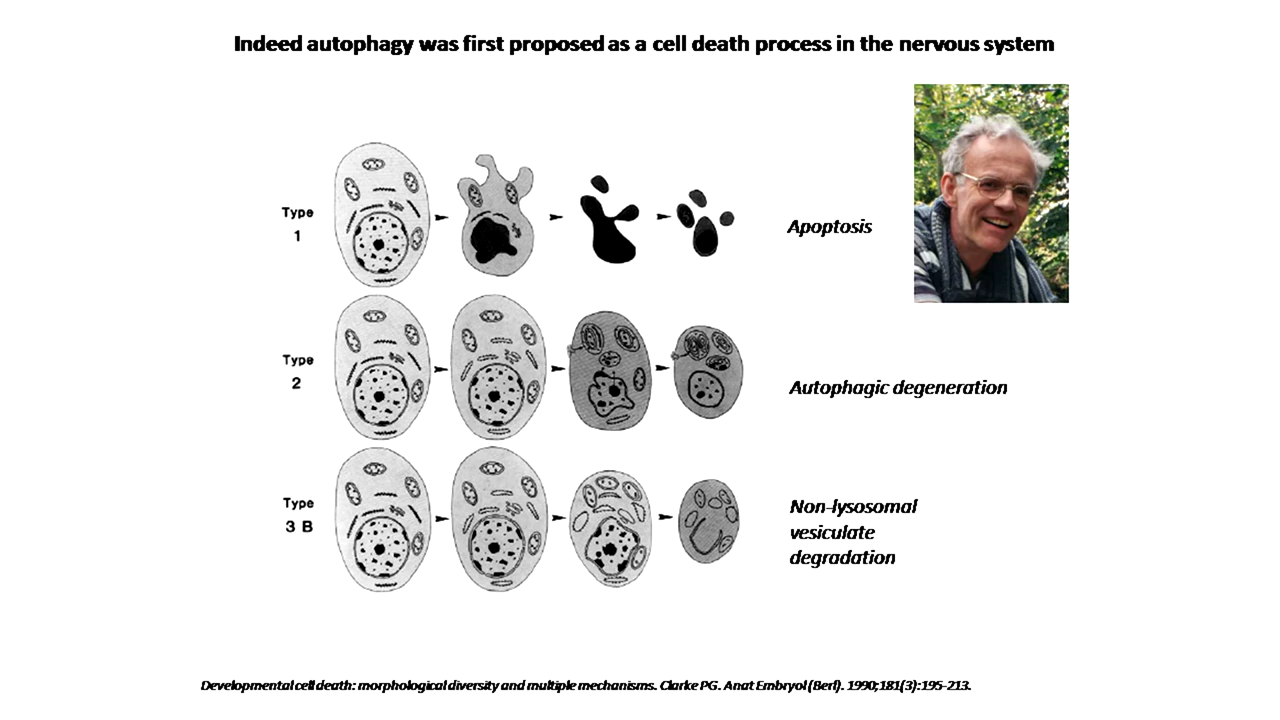 Indeed autophagy was first proposed as a cell death process in the nervous system
Type
1
Apoptosis
Type
2
Autophagic degeneration
Type
3 B
Non-lysosomal
vesiculate
degradation
Developmental cell death: morphological diversity and multiple mechanisms. Clarke PG. Anat Embryol (Berl). 1990;181(3):195-213.